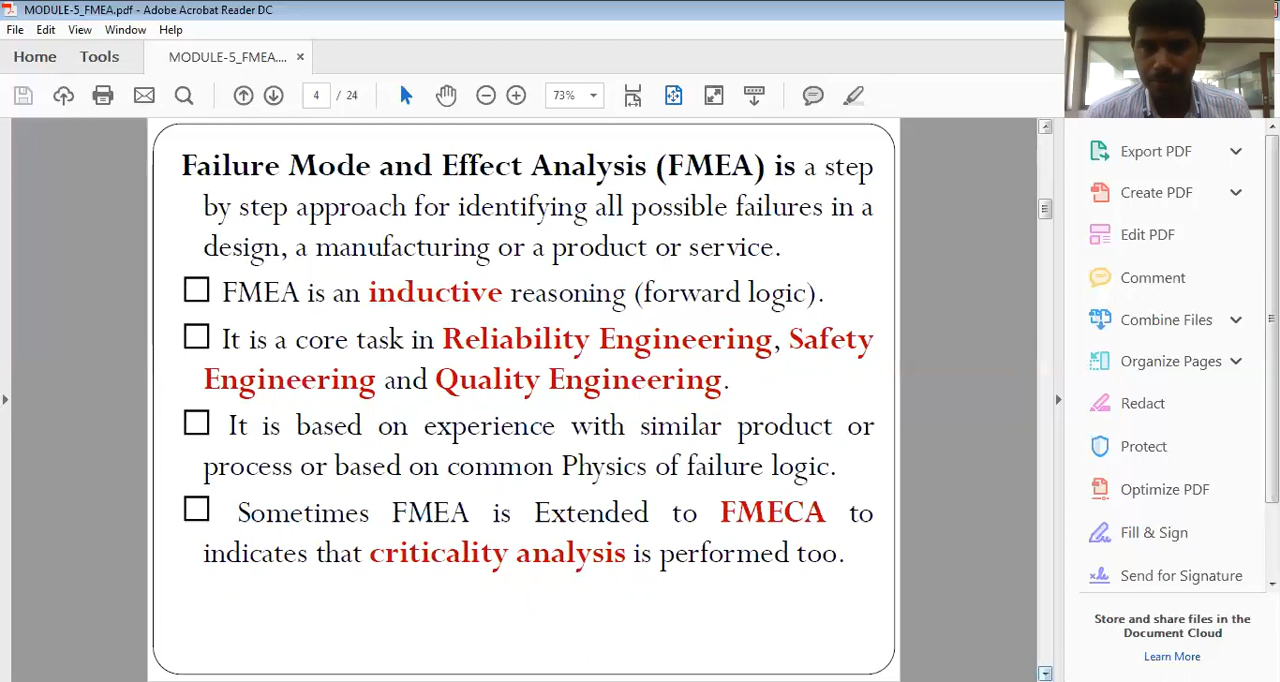 MODULE-5_FMEA.pdf - Adobe Acrobat Reader DC
File Edit View Window Help
Home Tools MODULE-5_FMEA.... ×
4 / 24 73%
Failure Mode and Effect Analysis (FMEA) is a step
by step approach for identifying all possible failures in a
design, a manufacturing or a product or service.
FMEA is an inductive reasoning (forward logic).
It is a core task in Reliability Engineering, Safety
Engineering and Quality Engineering.
It is based on experience with similar product or
process or based on common Physics of failure logic.
Sometimes FMEA is Extended to FMECA to
indicates that criticality analysis is performed too.
Export PDF
Create PDF
Edit PDF
Comment
Combine Files
Organize Pages
Redact
Protect
Optimize PDF
Fill & Sign
Send for Signature
Store and share files in the
Document Cloud
Learn More